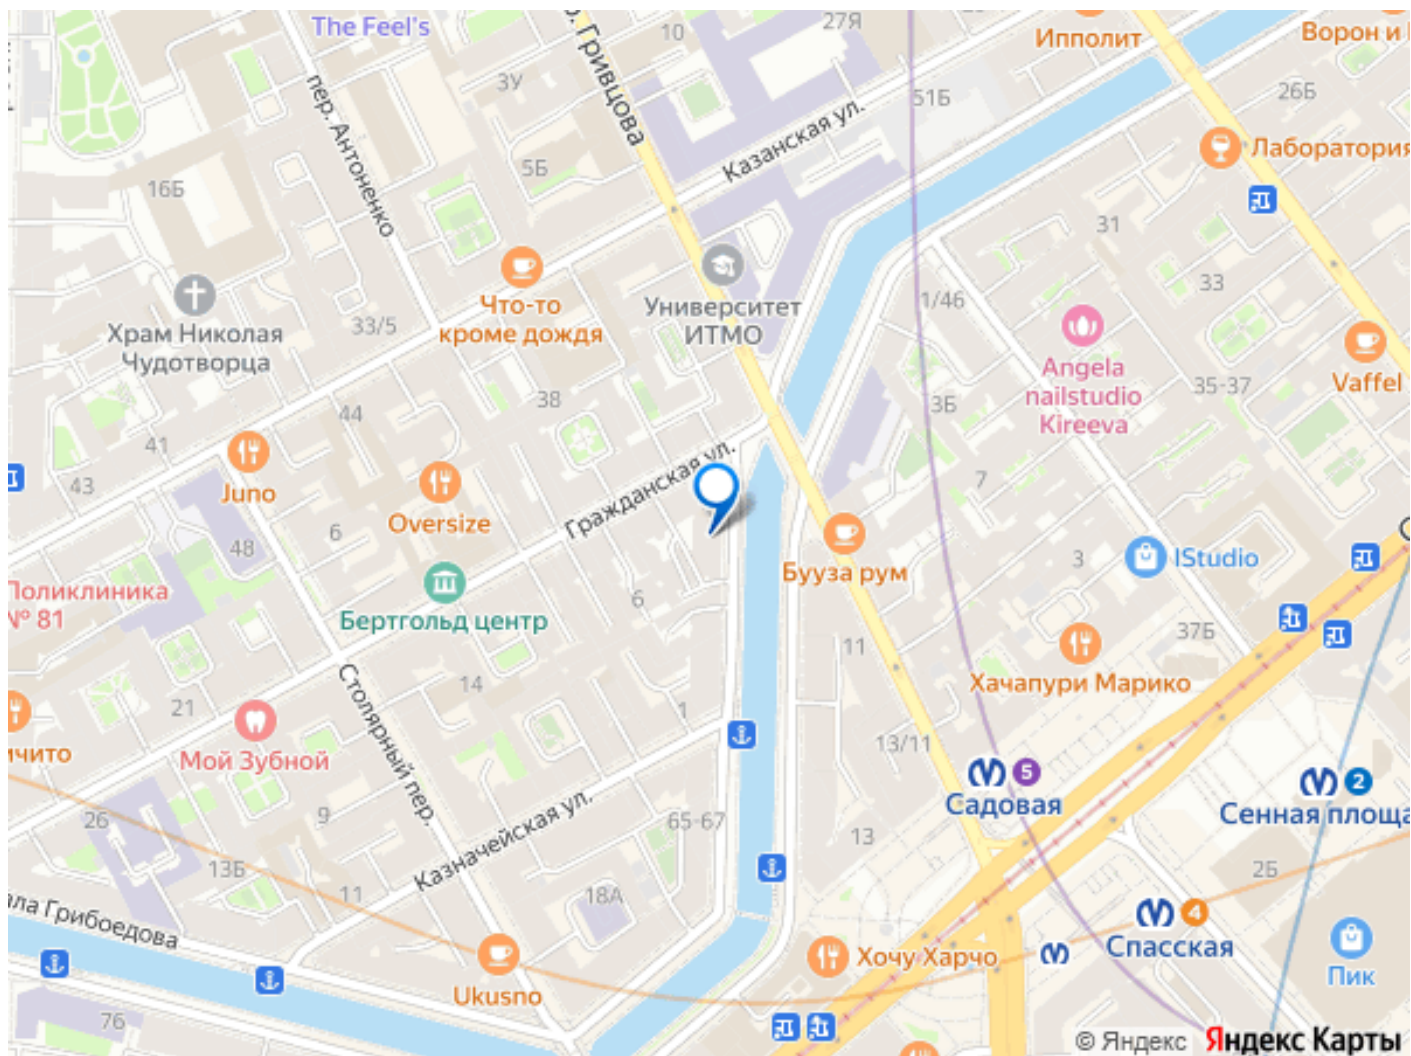 The Feel's
10
27Я
Ипполит
Ворон и
пер. Антоненко
Гривцова
3У
51Б
26Б
Казанская ул.
Лаборатория
5Б
16Б
31
33
1/46
Что-то
кроме дождя
Университет
ИТМО
Храм Николая
Чудотворца
33/5
Angela
nailstudio
Kireeva
Vaffel
35-37
3Б
38
44
41
43
Juno
Oversize
6
48
Гражданская ул.
7
Бууза рум
3
IStudio
Поликлиника
№ 81
Бертгольд центр
6
11
37Б
Хачапури Марико
14
21
1
Столярный пер.
Мой Зубной
13/11
5
Садовая
2
Сенная площа
9
26
65-67
13
Казначейская ул.
13Б
11
18А
2Б
4
Спасская
ала Грибоедова
Хочу Харчо
Пик
Ukusno
76
© Яндекс
Яндекс Карты